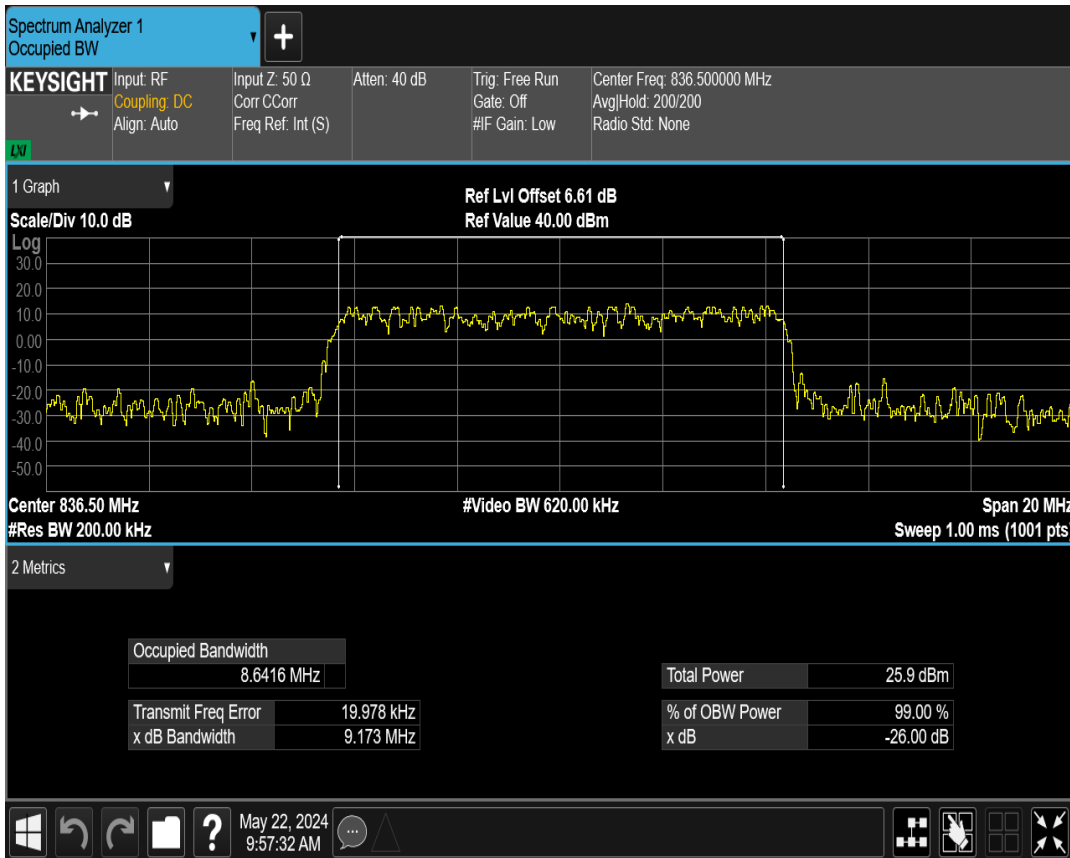 Spectrum Analyzer 1
Occupied BW
+
KEYSIGHT
LXI
Input: RF
Coupling: DC
Align: Auto
Input Z: 50 Ω
Corr CCorr
Freq Ref: Int (S)
Atten: 40 dB
Trig: Free Run
Gate: Off
#IF Gain: Low
Center Freq: 836.500000 MHz
Avg|Hold: 200/200
Radio Std: None
1 Graph
Scale/Div 10.0 dB
Ref Lvl Offset 6.61 dB
Ref Value 40.00 dBm
Log
30.0
20.0
10.0
0.00
-10.0
-20.0
-30.0
-40.0
-50.0
Center 836.50 MHz
#Video BW 620.00 kHz
Span 20 MHz
#Res BW 200.00 kHz
Sweep 1.00 ms (1001 pts)
2 Metrics
Occupied Bandwidth
8.6416 MHz
Total Power 25.9 dBm
Transmit Freq Error 19.978 kHz
% of OBW Power 99.00 %
x dB Bandwidth 9.173 MHz
x dB -26.00 dB
?
May 22, 2024
9:57:32 AM